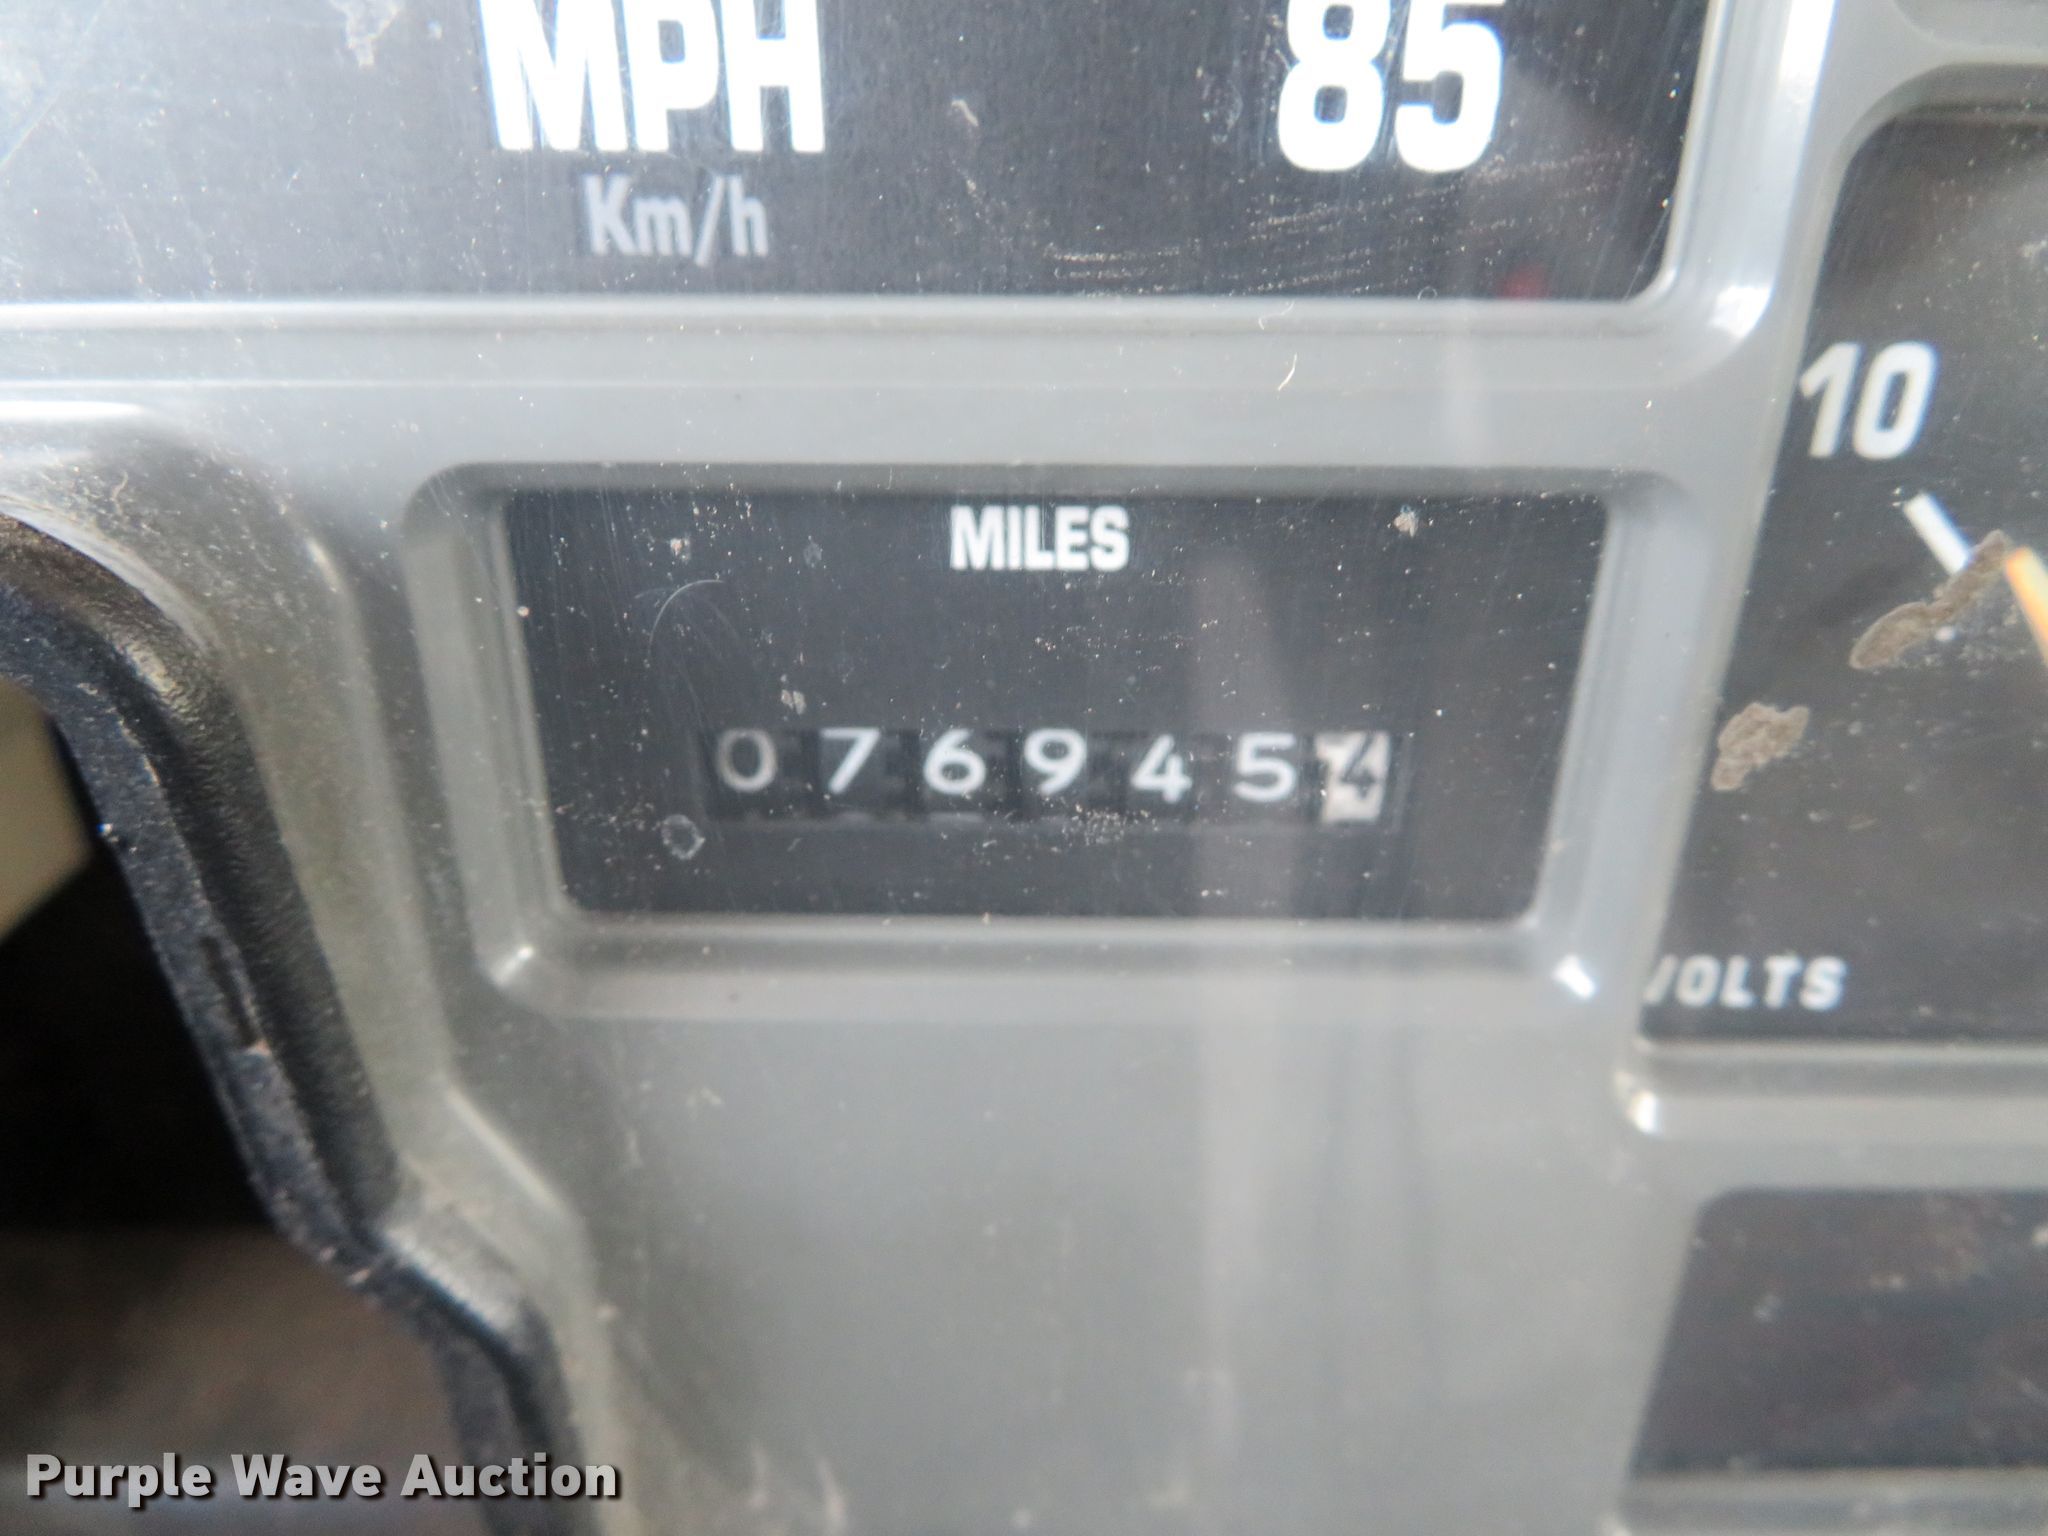 MPH 85
Km/h
10
MILES
0769454
VOLTS
Purple Wave Auction